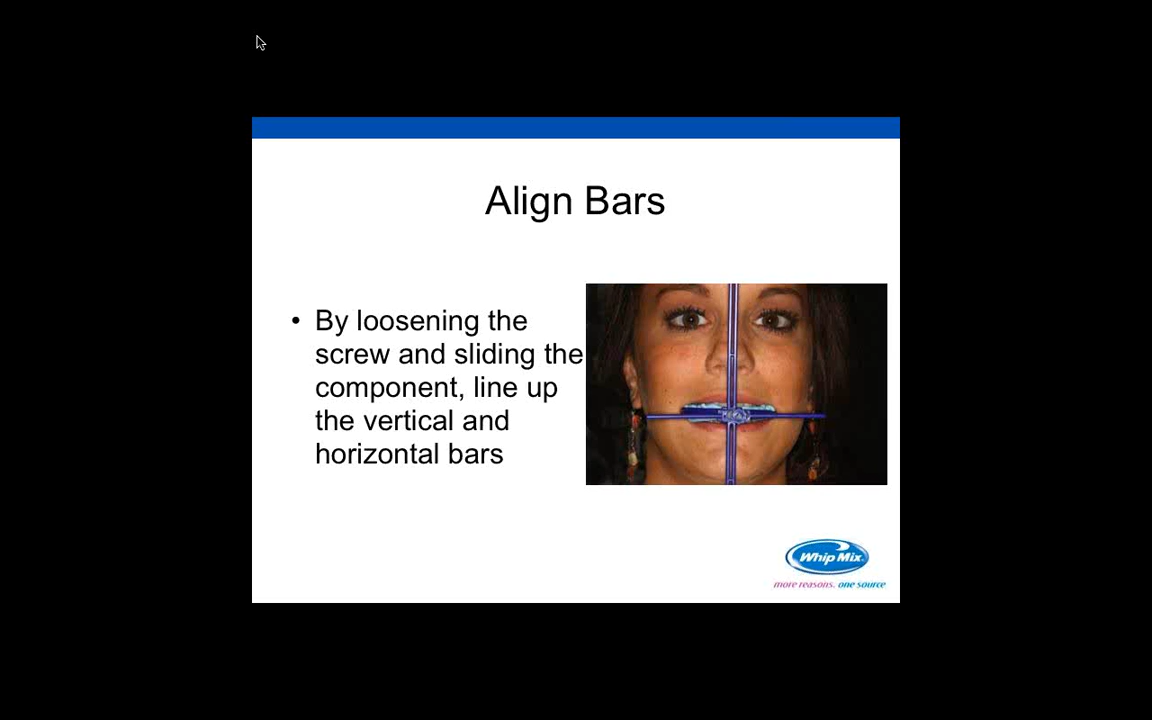 Align Bars
• By loosening the
screw and sliding the
component, line up
the vertical and
horizontal bars
Whip Mix
more reasons. one source